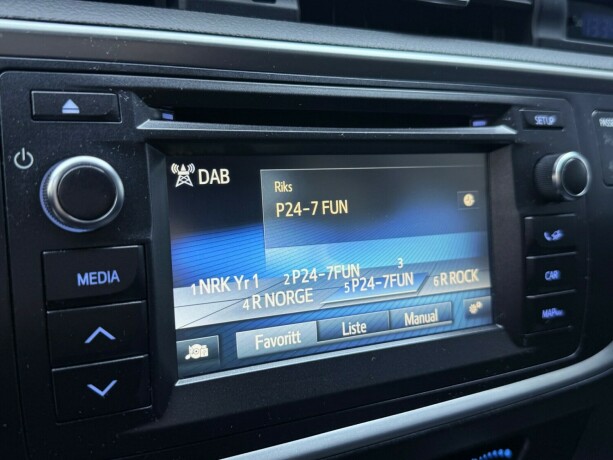 SETUP
DAB
Riks
P24-7 FUN
MEDIA
1 NRK Yr 1 2 P24-7FUN 3
4 R NORGE 5 P24-7FUN 6 R ROCK
Favoritt Liste Manual
CAR
MAP